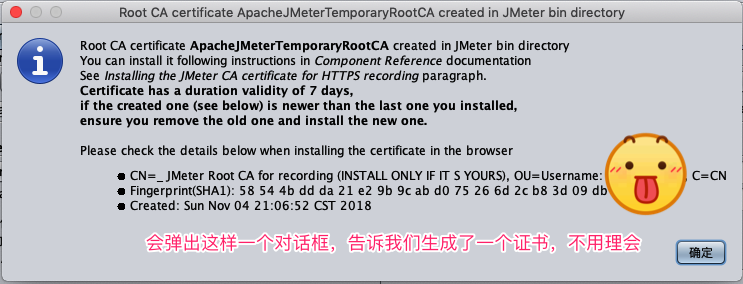 Root CA certificate ApacheJMeterTemporaryRootCA created in JMeter bin directory
Root CA certificate ApacheJMeterTemporaryRootCA created in JMeter bin directory
You can install it following instructions in Component Reference documentation
See Installing the JMeter CA certificate for HTTPS recording paragraph.
Certificate has a duration validity of 7 days,
if the created one (see below) is newer than the last one you installed,
ensure you remove the old one and install the new one.
Please check the details below when installing the certificate in the browser
CN=_ JMeter Root CA for recording (INSTALL ONLY IF IT S YOURS), OU=Username: , C=CN
Fingerprint(SHA1): 58 54 4b dd da 21 e2 9b 9c ab d0 75 26 6d 2c b8 3d 09 db
Created: Sun Nov 04 21:06:52 CST 2018
会弹出这样一个对话框，告诉我们生成了一个证书，不用理会
确定